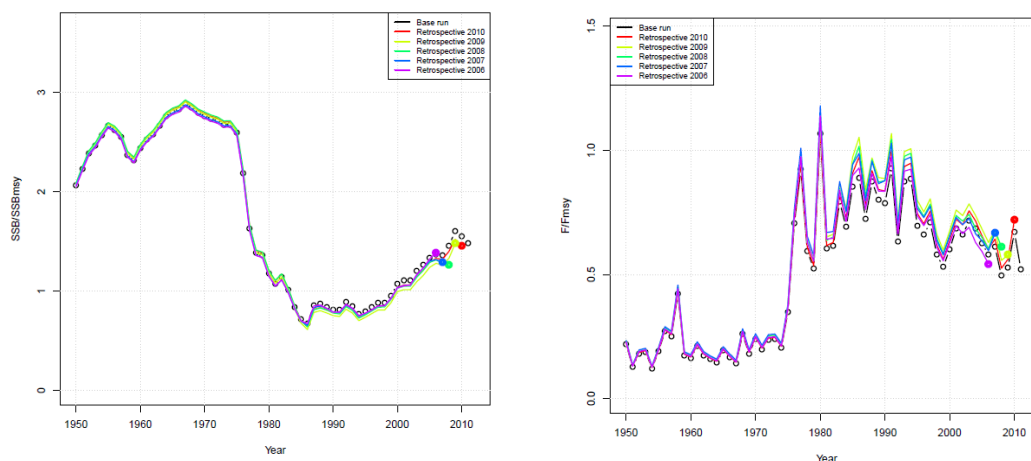 Base run
Retrospective 2010
Retrospective 2009
Retrospective 2008
Retrospective 2007
Retrospective 2006
3
2
1
0
SSB/SSBmsy
1950 1960 1970 1980 1990 2000 2010
Year
Base run
Retrospective 2010
Retrospective 2009
Retrospective 2008
Retrospective 2007
Retrospective 2006
1.5
1.0
0.5
0.0
F/Fmsy
1950 1960 1970 1980 1990 2000 2010
Year